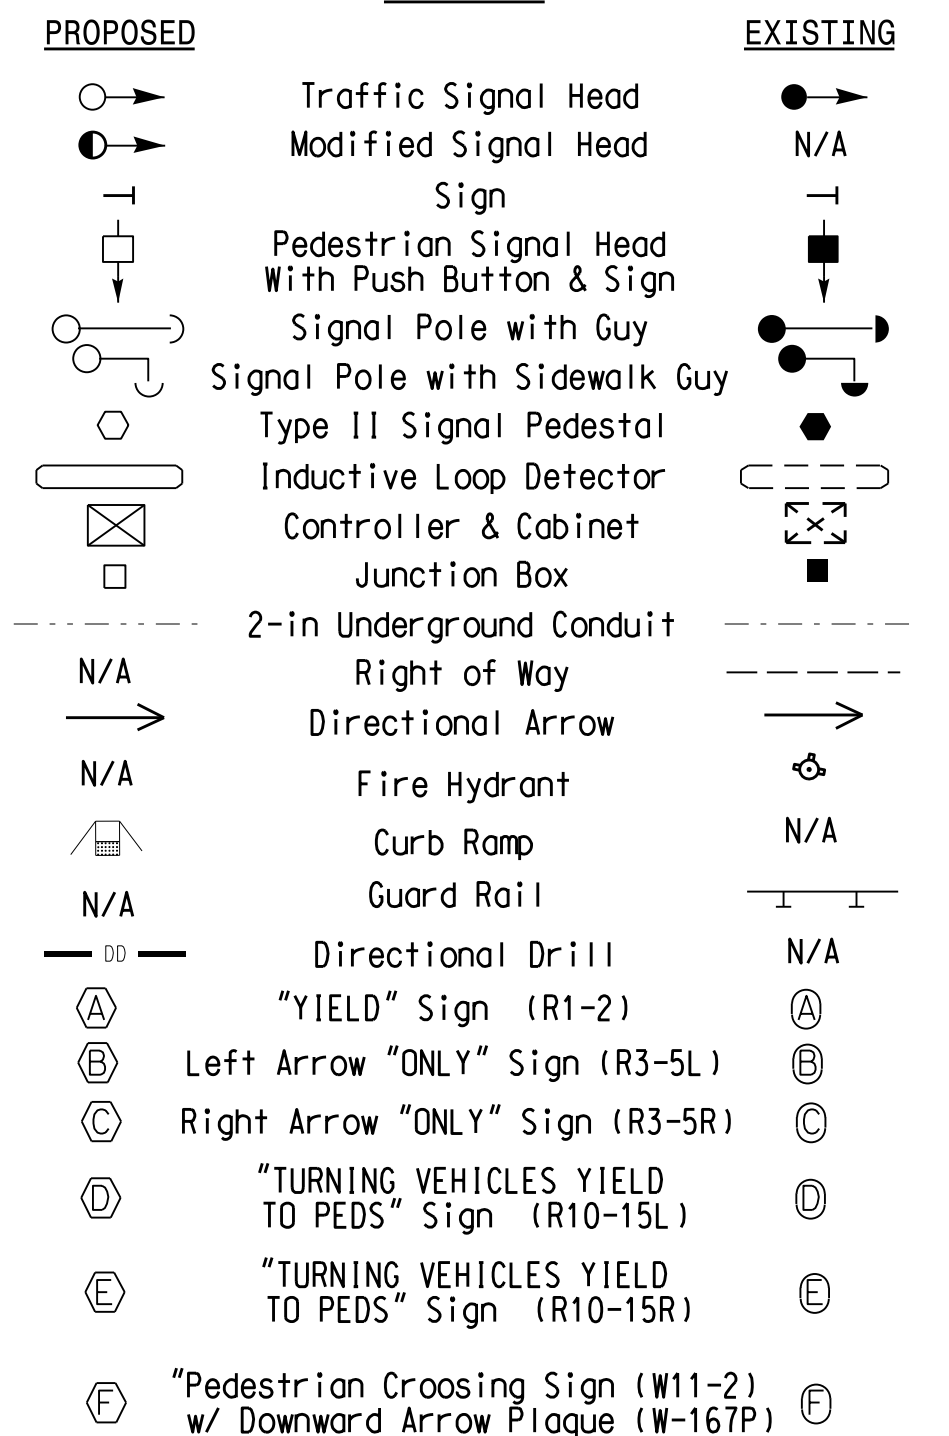 PROPOSED EXISTING
Traffic Signal Head
Modified Signal Head N/A
Sign
Pedestrian Signal Head
With Push Button & Sign
Signal Pole with Guy
Signal Pole with Sidewalk Guy
Type II Signal Pedestal
Inductive Loop Detector
Controller & Cabinet
Junction Box
2-in Underground Conduit
N/A Right of Way
Directional Arrow
N/A Fire Hydrant
Curb Ramp N/A
N/A Guard Rail
DD Directional Drill N/A
A "YIELD" Sign (R1-2) A
B Left Arrow "ONLY" Sign (R3-5L) B
C Right Arrow "ONLY" Sign (R3-5R) C
D "TURNING VEHICLES YIELD D
TO PEDS" Sign (R10-15L)
E "TURNING VEHICLES YIELD E
TO PEDS" Sign (R10-15R)
F "Pedestrian Croosing Sign (W11-2) F
w/ Downward Arrow Plaque (W-167P)